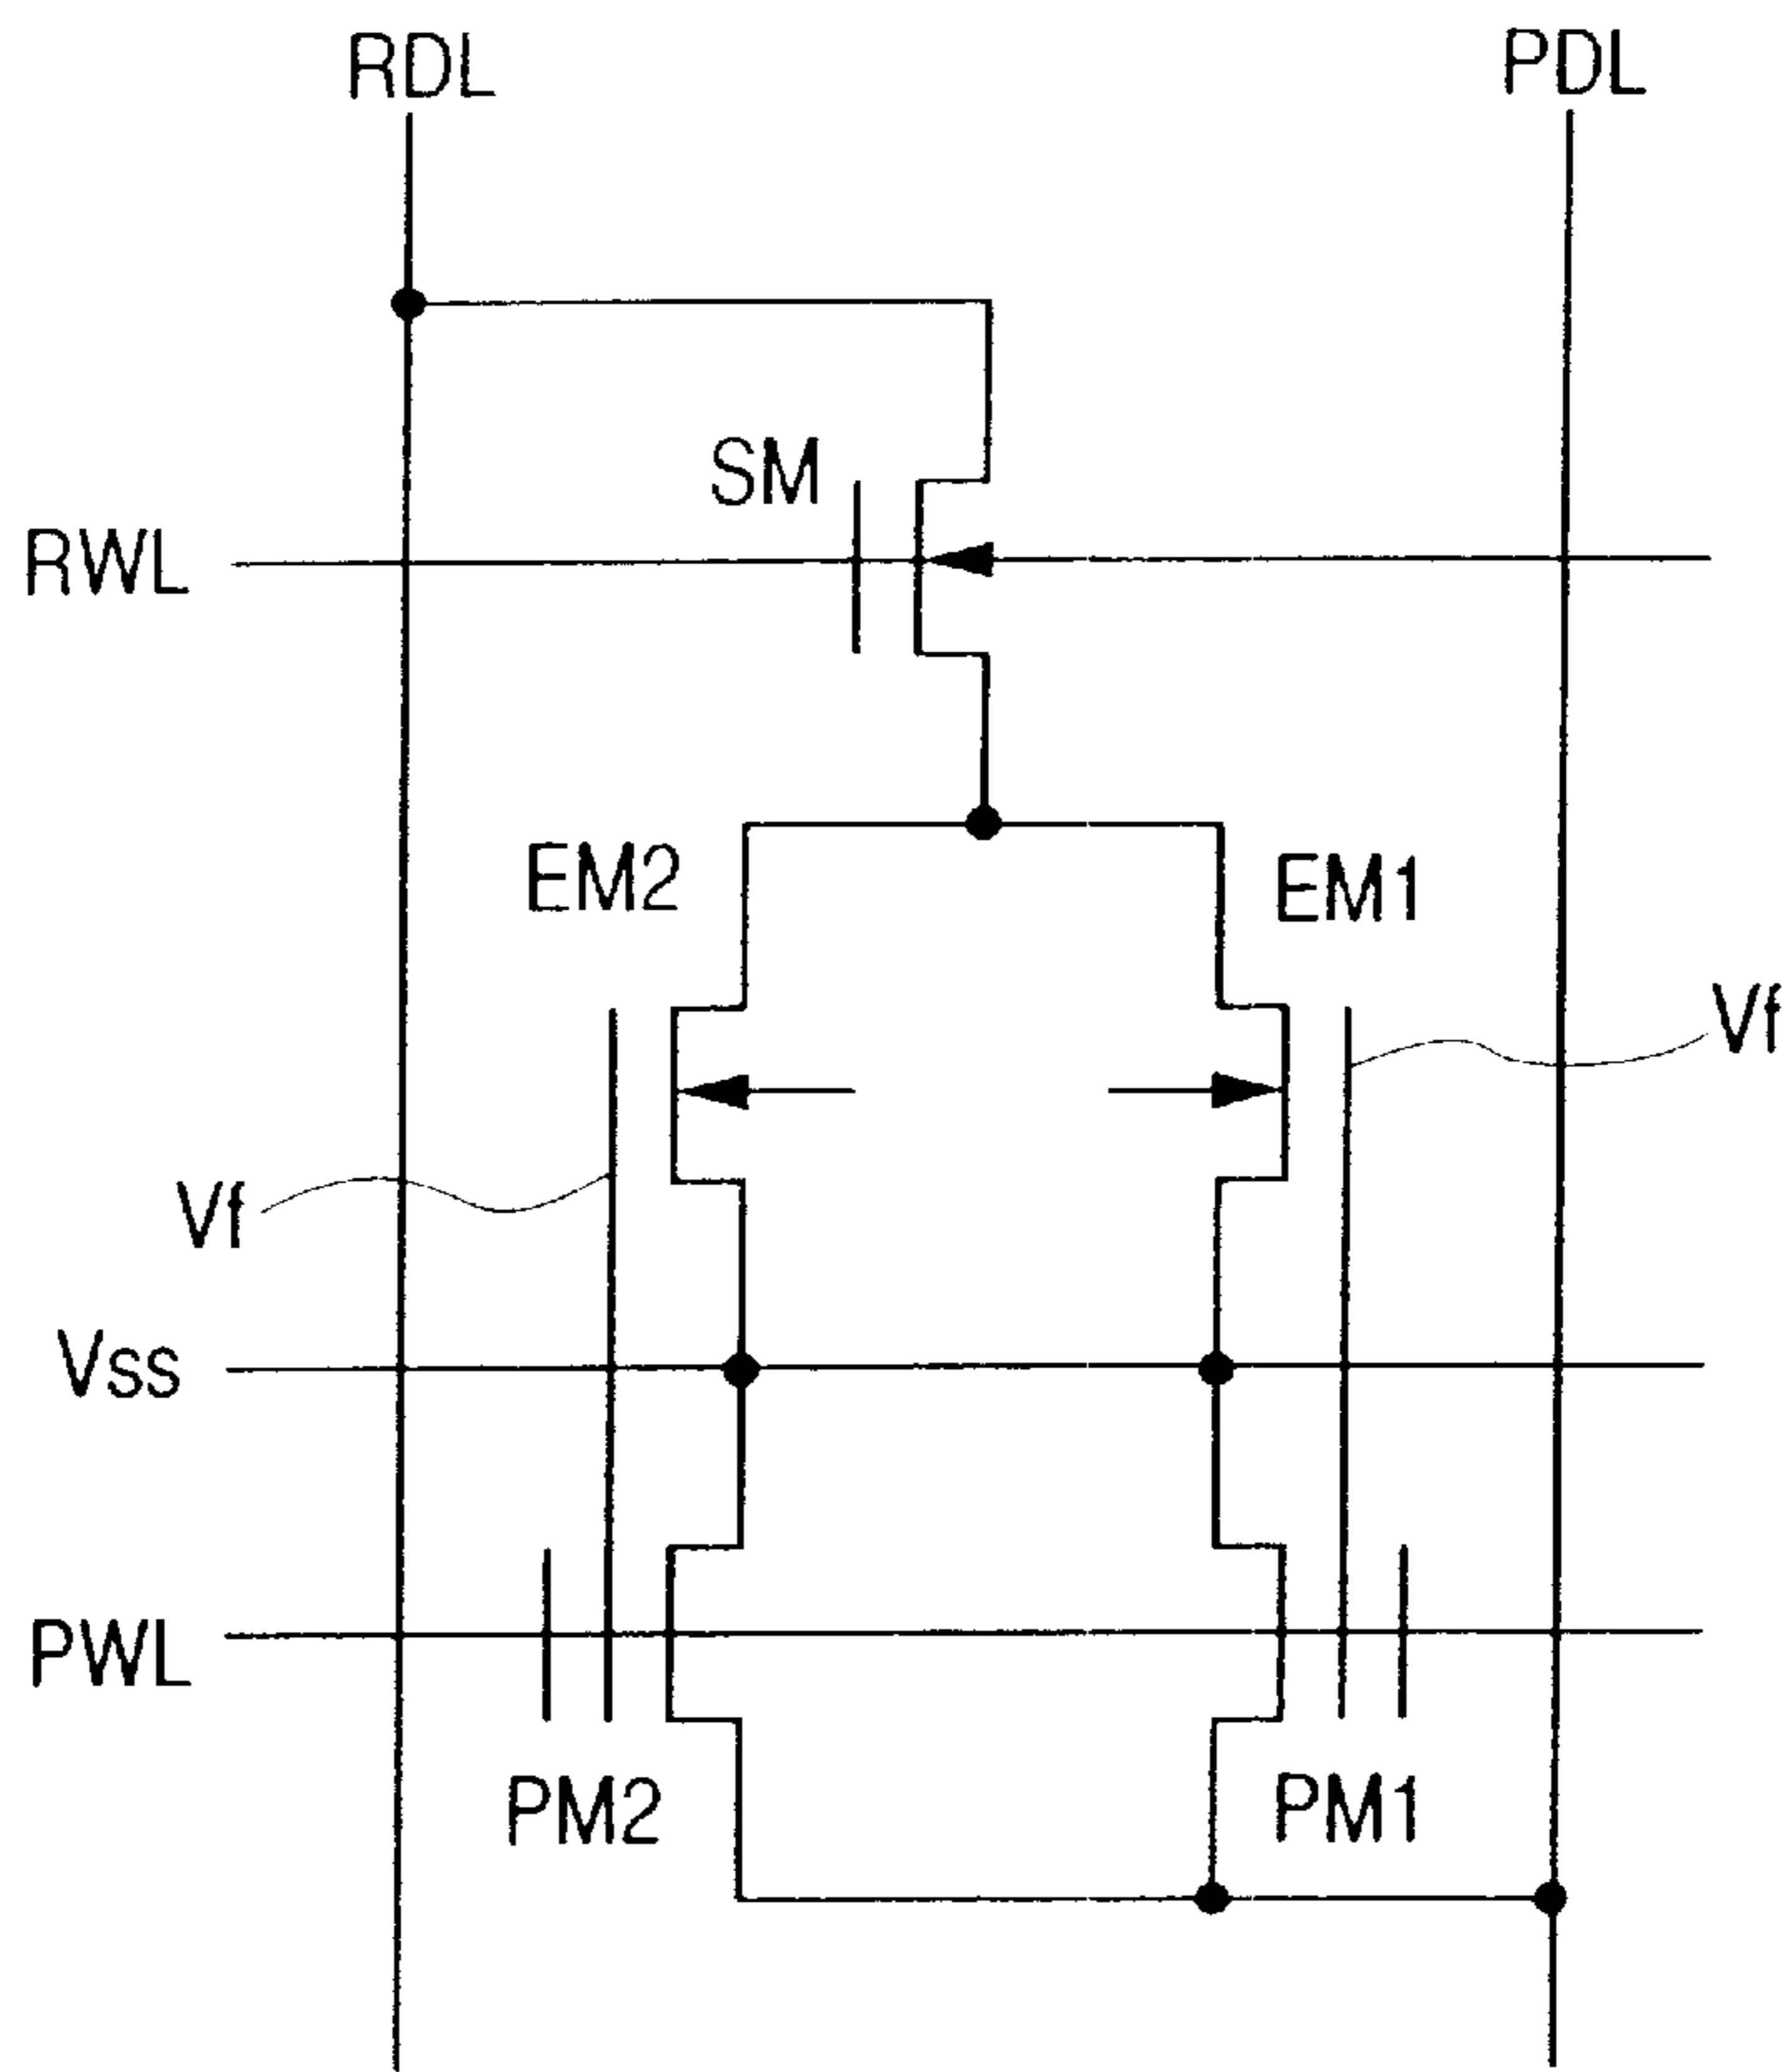 RDL
PDL
SM
RWL
EM2
EM1
Vf
Vf
Vss
PWL
PM2
PM1